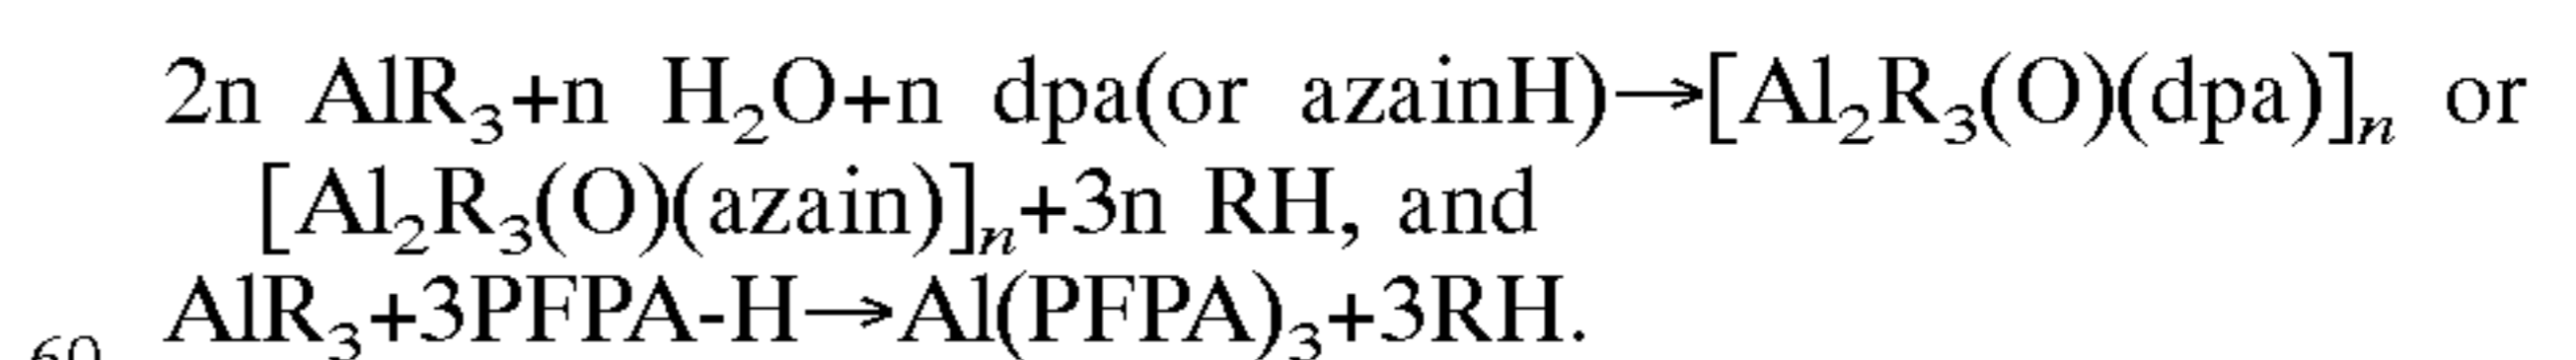 2n AlR₃+n H₂O+n dpa(or azainH)→[Al₂R₃(O)(dpa)]ₙ or
[Al₂R₃(O)(azain)]ₙ+3n RH, and
60 AlR₃+3PFPA-H→Al(PFPA)₃+3RH.